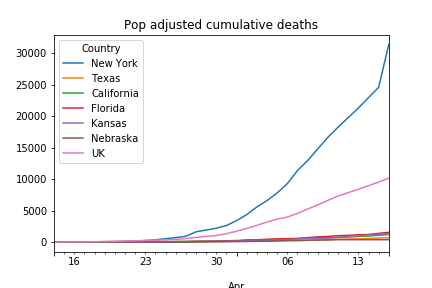 Pop adjusted cumulative deaths
Country
New York
Texas
California
Florida
Kansas
Nebraska
UK
30000
25000
20000
15000
10000
5000
0
16 23 30 06 13
Apr